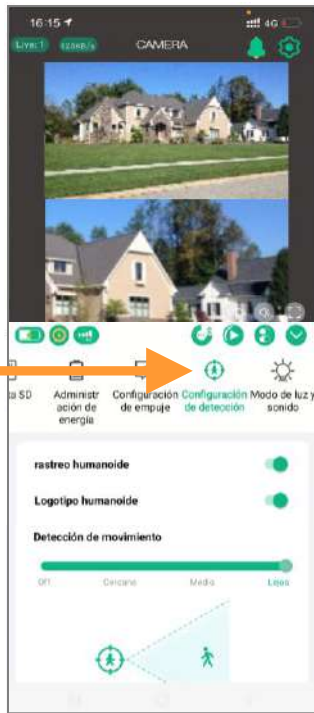 16:15
4G
Live: 1
CAMERA
ta SD
Administr
ación de
energía
Configuración
de empuje
Configuración
de detección
Modo de luz y
sonido
rastreo humanoide
Logotipo humanoide
Detección de movimiento
Off
Cercano
Medio
Lejos